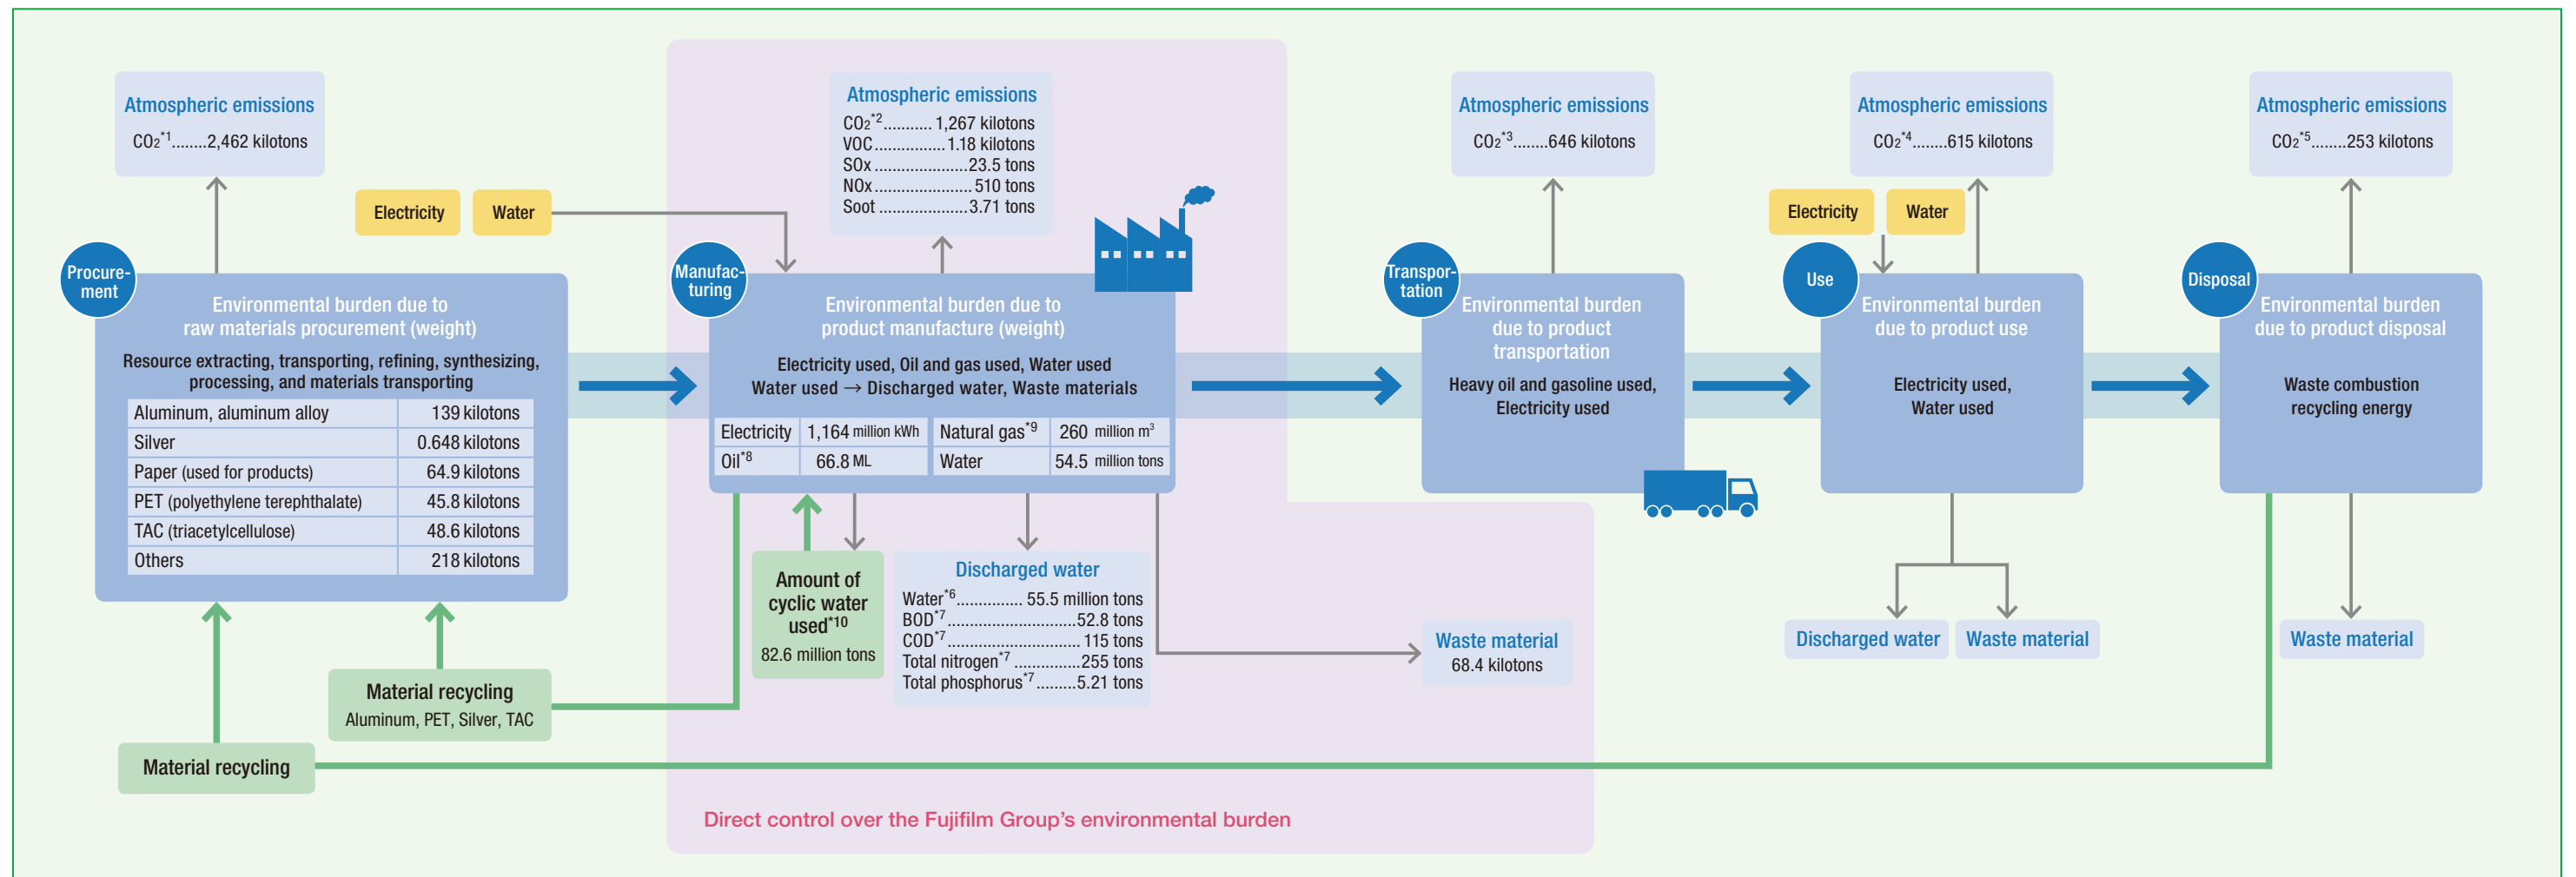 Atmospheric emissions
CO2*1........2,462 kilotons
Electricity
Water
Procure-
ment
Environmental burden due to
raw materials procurement (weight)
Resource extracting, transporting, refining, synthesizing,
processing, and materials transporting
Aluminum, aluminum alloy 139 kilotons
Silver 0.648 kilotons
Paper (used for products) 64.9 kilotons
PET (polyethylene terephthalate) 45.8 kilotons
TAC (triacetylcellulose) 48.6 kilotons
Others 218 kilotons
Material recycling
Aluminum, PET, Silver, TAC
Material recycling
Atmospheric emissions
CO2*2........... 1,267 kilotons
VOC................1.18 kilotons
SOx .....................23.5 tons
NOx...................... 510 tons
Soot ....................3.71 tons
Manufac-
turing
Environmental burden due to
product manufacture (weight)
Electricity used, Oil and gas used, Water used
Water used → Discharged water, Waste materials
Electricity 1,164 million kWh Natural gas*9 260 million m3
Oil*8 66.8 ML Water 54.5 million tons
Amount of
cyclic water
used*10
82.6 million tons
Discharged water
Water*6............... 55.5 million tons
BOD*7.............................52.8 tons
COD*7.............................. 115 tons
Total nitrogen*7...............255 tons
Total phosphorus*7.........5.21 tons
Waste material
68.4 kilotons
Direct control over the Fujifilm Group's environmental burden
Atmospheric emissions
CO2*3........646 kilotons
Transpor-
tation
Environmental burden
due to product
transportation
Heavy oil and gasoline used,
Electricity used
Atmospheric emissions
CO2*4........615 kilotons
Electricity
Water
Use
Environmental burden
due to product use
Electricity used,
Water used
Discharged water
Waste material
Atmospheric emissions
CO2*5........253 kilotons
Disposal
Environmental burden
due to product disposal
Waste combustion
recycling energy
Waste material